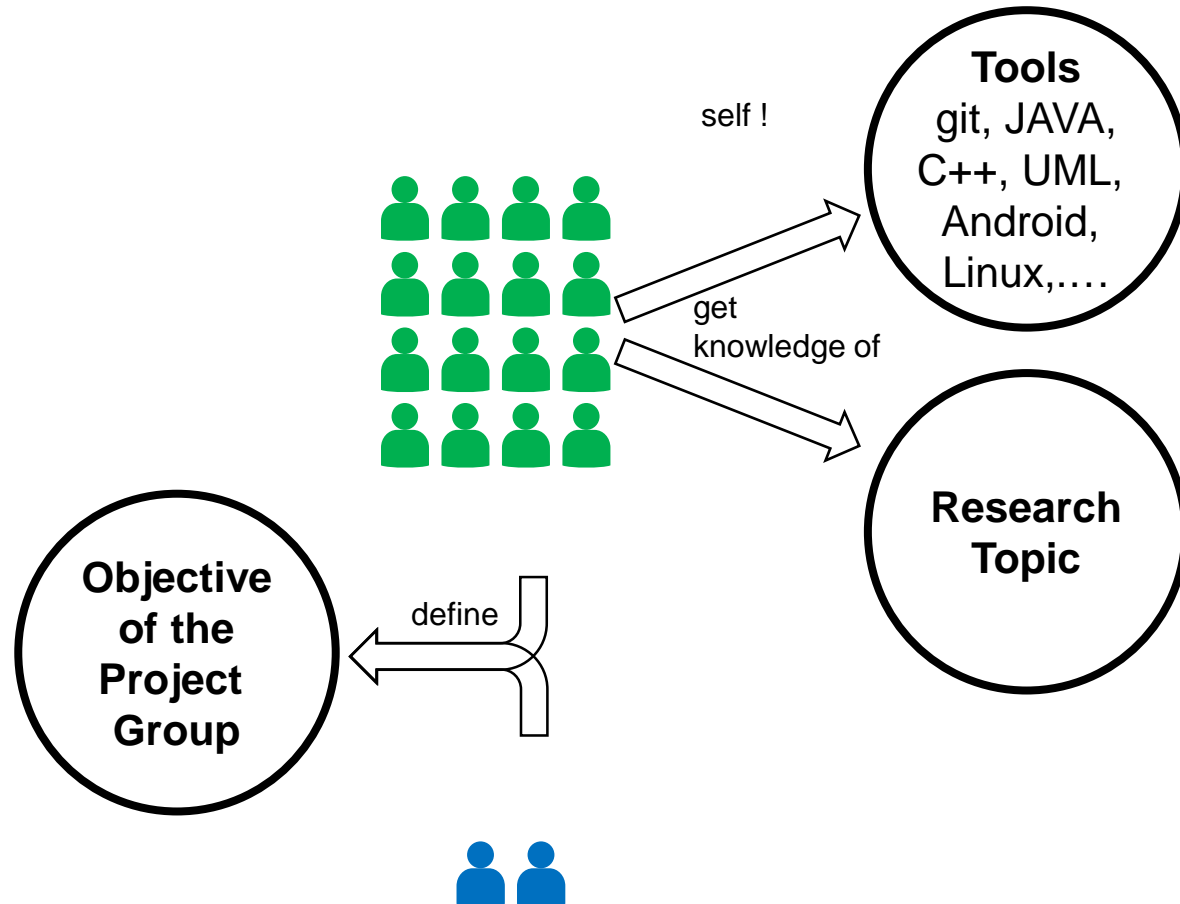 Tools
git, JAVA,
C++, UML,
Android,
Linux,....
self !
get
knowledge of
Research
Topic
Objective
of the
Project
Group
define